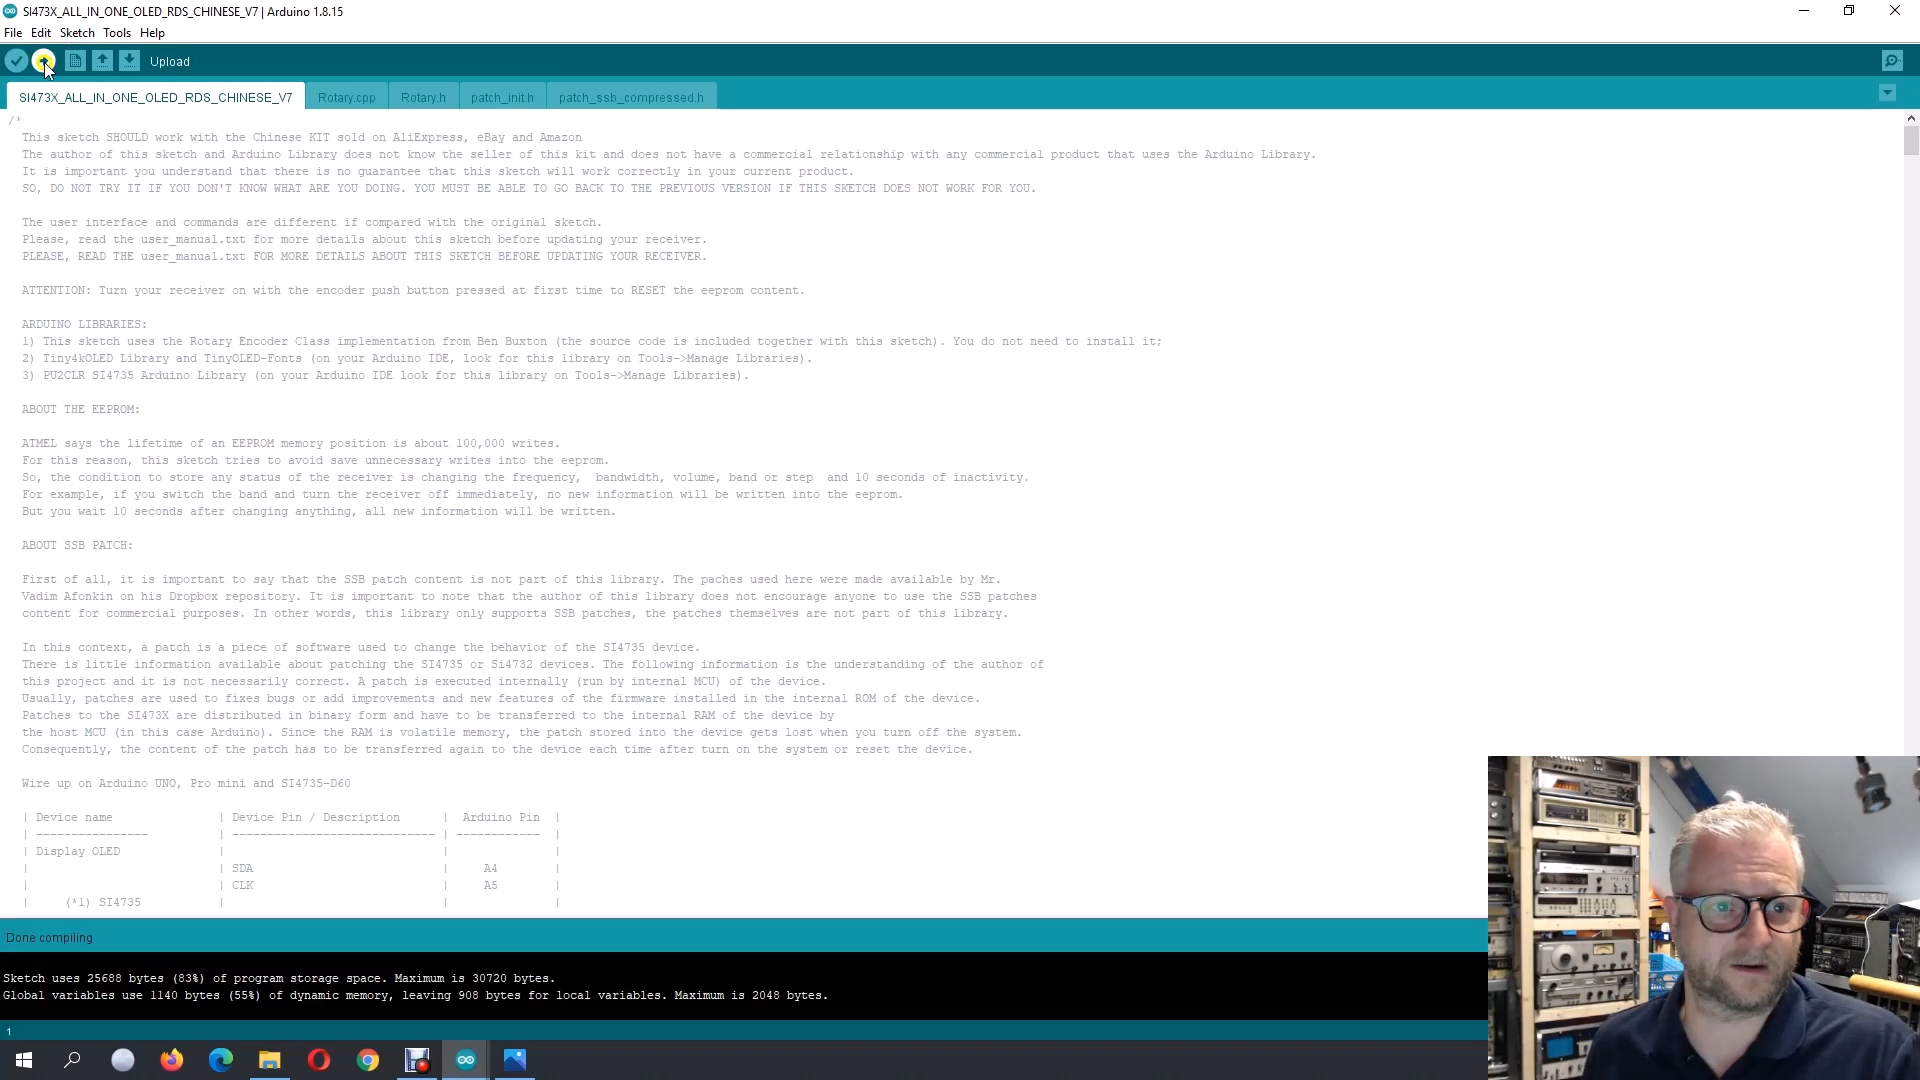 SI473X_ALL_IN_ONE_OLED_RDS_CHINESE_V7 | Arduino 1.8.15
File Edit Sketch Tools Help
Upload
SI473X_ALL_IN_ONE_OLED_RDS_CHINESE_V7 Rotary.cpp Rotary.h patch_init.h patch_ssb_compressed.h
/*
This sketch SHOULD work with the Chinese KIT sold on AliExpress, eBay and Amazon
The author of this sketch and Arduino Library does not know the seller of this kit and does not have a commercial relationship with any commercial product that uses the Arduino Library.
It is important you understand that there is no guarantee that this sketch will work correctly in your current product.
SO, DO NOT TRY IT IF YOU DON'T KNOW WHAT ARE YOU DOING. YOU MUST BE ABLE TO GO BACK TO THE PREVIOUS VERSION IF THIS SKETCH DOES NOT WORK FOR YOU.
The user interface and commands are different if compared with the original sketch.
Please, read the user_manual.txt for more details about this sketch before updating your receiver.
PLEASE, READ THE user_manual.txt FOR MORE DETAILS ABOUT THIS SKETCH BEFORE UPDATING YOUR RECEIVER.
ATTENTION: Turn your receiver on with the encoder push button pressed at first time to RESET the eeprom content.
ARDUINO LIBRARIES:
1) This sketch uses the Rotary Encoder Class implementation from Ben Buxton (the source code is included together with this sketch). You do not need to install it;
2) Tiny4kOLED Library and TinyOLED-Fonts (on your Arduino IDE, look for this library on Tools->Manage Libraries).
3) PU2CLR SI4735 Arduino Library (on your Arduino IDE look for this library on Tools->Manage Libraries).
ABOUT THE EEPROM:
ATMEL says the lifetime of an EEPROM memory position is about 100,000 writes.
For this reason, this sketch tries to avoid save unnecessary writes into the eeprom.
So, the condition to store any status of the receiver is changing the frequency,  bandwidth, volume, band or step  and 10 seconds of inactivity.
For example, if you switch the band and turn the receiver off immediately, no new information will be written into the eeprom.
But you wait 10 seconds after changing anything, all new information will be written.
ABOUT SSB PATCH:
First of all, it is important to say that the SSB patch content is not part of this library. The paches used here were made available by Mr.
Vadim Afonkin on his Dropbox repository. It is important to note that the author of this library does not encourage anyone to use the SSB patches
content for commercial purposes. In other words, this library only supports SSB patches, the patches themselves are not part of this library.
In this context, a patch is a piece of software used to change the behavior of the SI4735 device.
There is little information available about patching the SI4735 or Si4732 devices. The following information is the understanding of the author of
this project and it is not necessarily correct. A patch is executed internally (run by internal MCU) of the device.
Usually, patches are used to fixes bugs or add improvements and new features of the firmware installed in the internal ROM of the device.
Patches to the SI473X are distributed in binary form and have to be transferred to the internal RAM of the device by
the host MCU (in this case Arduino). Since the RAM is volatile memory, the patch stored into the device gets lost when you turn off the system.
Consequently, the content of the patch has to be transferred again to the device each time after turn on the system or reset the device.
Wire up on Arduino UNO, Pro mini and SI4735-D60
| Device name | Device Pin / Description | Arduino Pin |
| ---------------- | ----------------------------- | ------------ |
| Display OLED | | |
| | SDA | A4 |
| | CLK | A5 |
| (*1) SI4735 | | |
Done compiling
Sketch uses 25688 bytes (83%) of program storage space. Maximum is 30720 bytes.
Global variables use 1140 bytes (55%) of dynamic memory, leaving 908 bytes for local variables. Maximum is 2048 bytes.
1